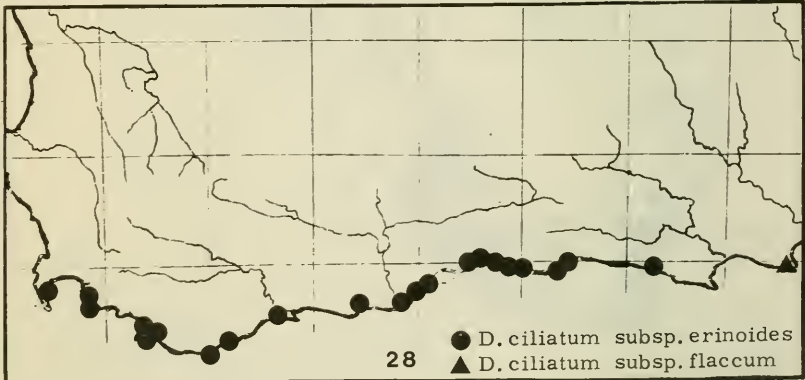 D. ciliatum subsp. erinoides
28
D. ciliatum subsp. flaccum